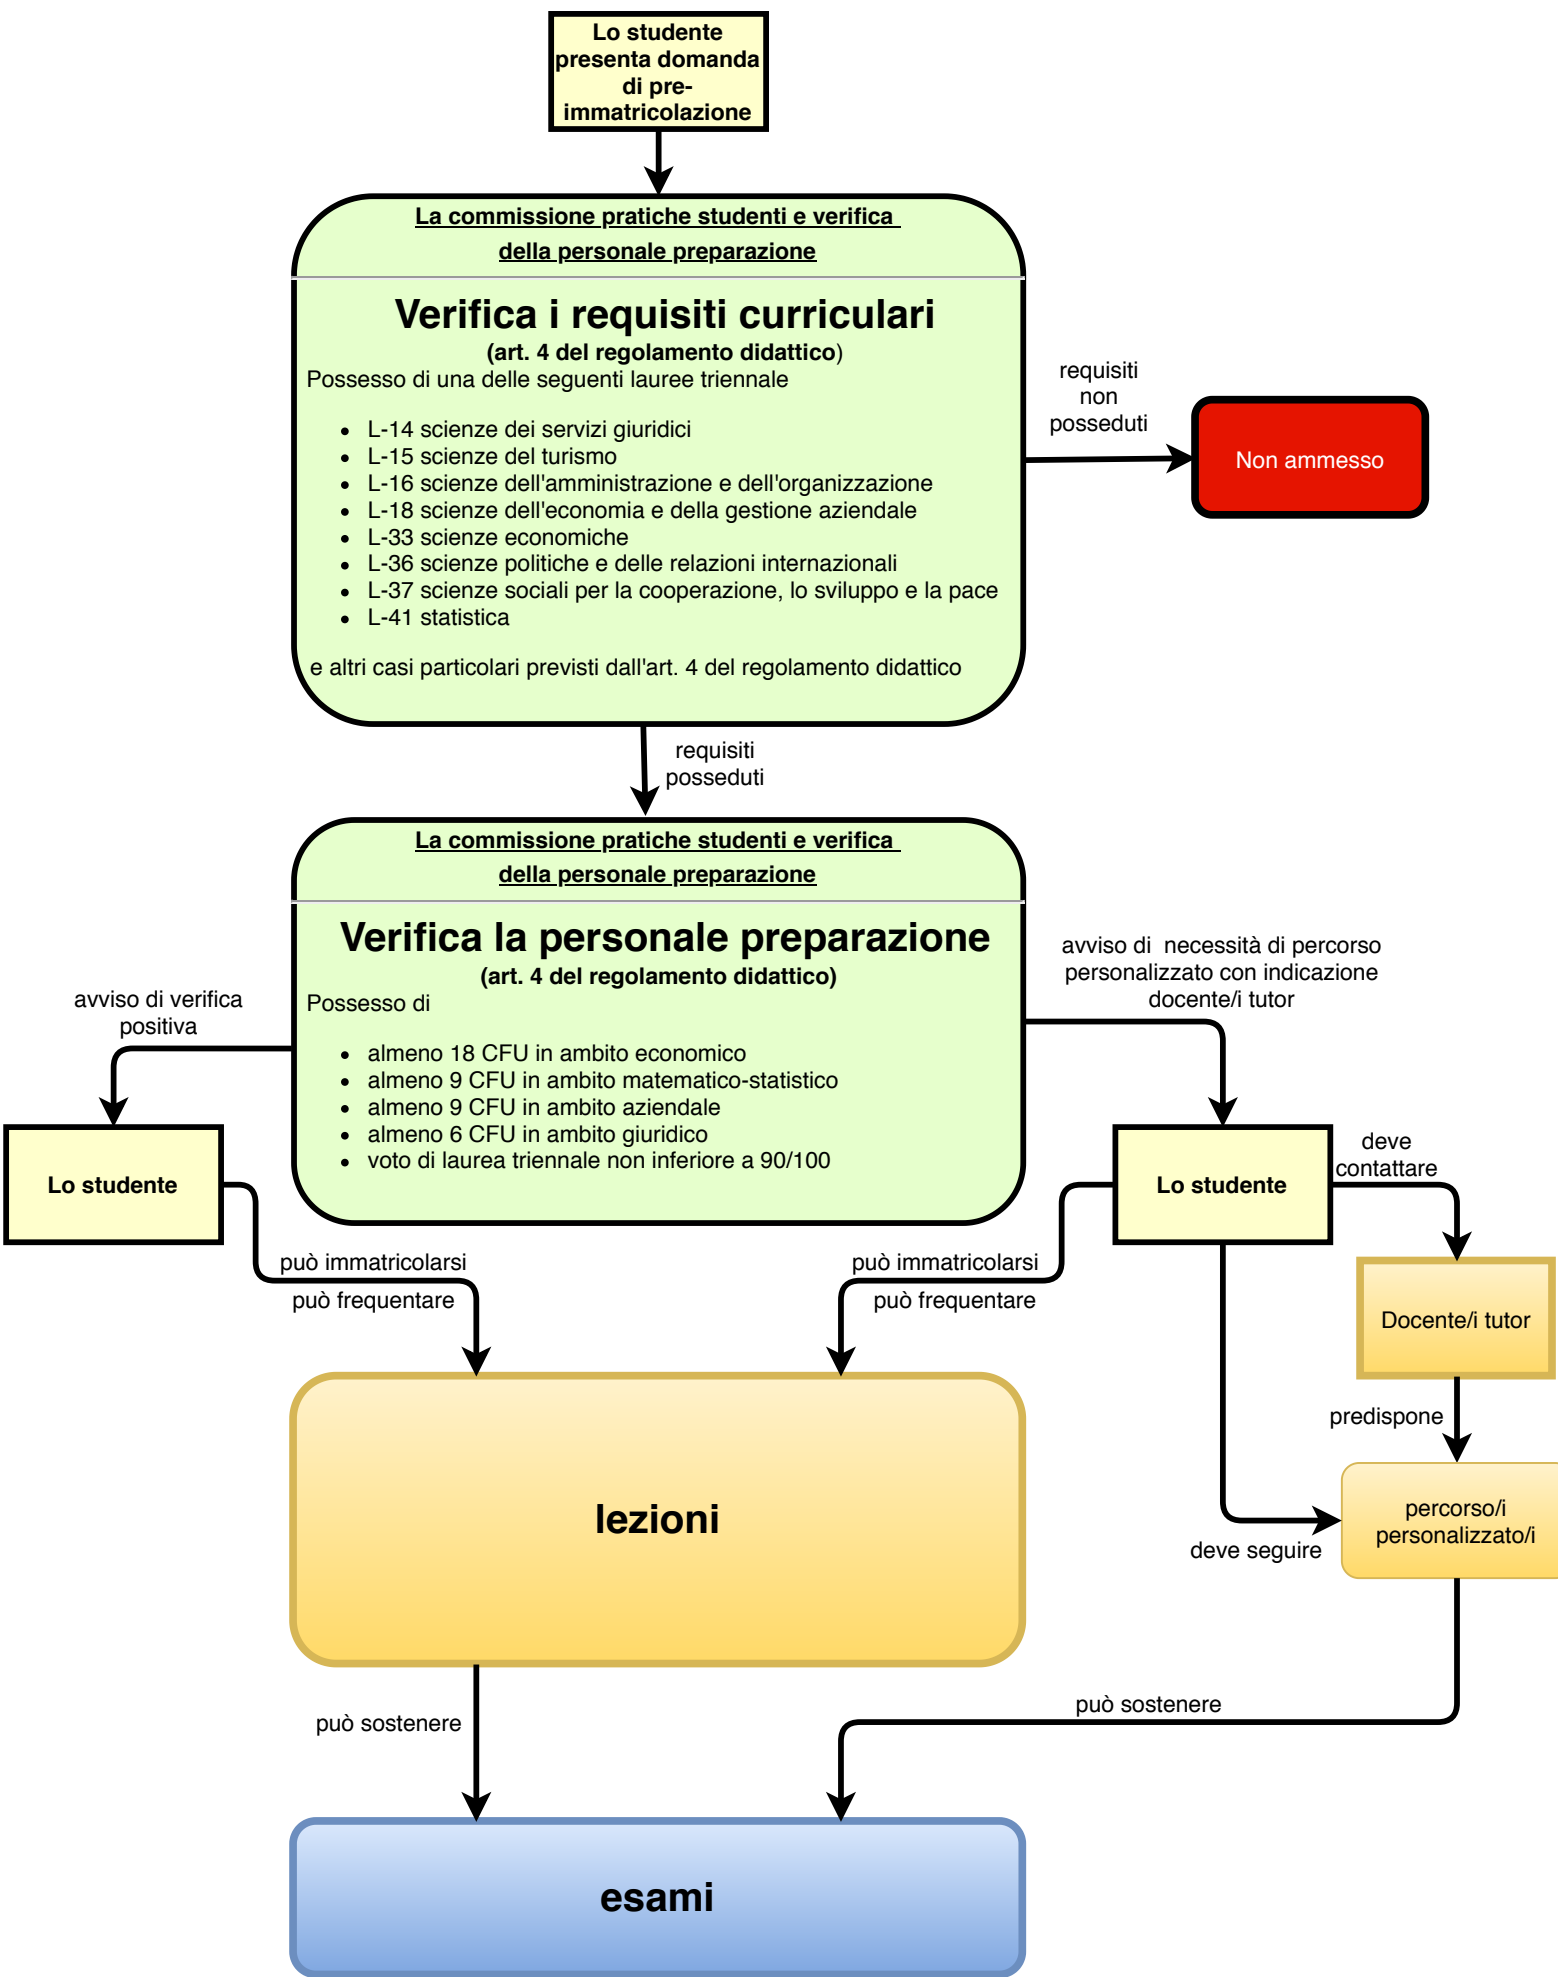 Lo studente
presenta domanda
di pre-
immatricolazione
La commissione pratiche studenti e verifica
della personale preparazione
Verifica i requisiti curriculari
(art. 4 del regolamento didattico)
Possesso di una delle seguenti lauree triennale
• L-14 scienze dei servizi giuridici
• L-15 scienze del turismo
• L-16 scienze dell'amministrazione e dell'organizzazione
• L-18 scienze dell'economia e della gestione aziendale
• L-33 scienze economiche
• L-36 scienze politiche e delle relazioni internazionali
• L-37 scienze sociali per la cooperazione, lo sviluppo e la pace
• L-41 statistica
e altri casi particolari previsti dall'art. 4 del regolamento didattico
requisiti
non
posseduti
Non ammesso
requisiti
posseduti
La commissione pratiche studenti e verifica
della personale preparazione
Verifica la personale preparazione
(art. 4 del regolamento didattico)
Possesso di
• almeno 18 CFU in ambito economico
• almeno 9 CFU in ambito matematico-statistico
• almeno 9 CFU in ambito aziendale
• almeno 6 CFU in ambito giuridico
• voto di laurea triennale non inferiore a 90/100
avviso di verifica
positiva
avviso di  necessità di percorso
personalizzato con indicazione
docente/i tutor
Lo studente
Lo studente
deve
contattare
può immatricolarsi
può frequentare
può immatricolarsi
può frequentare
Docente/i tutor
predispone
percorso/i
personalizzato/i
deve seguire
lezioni
può sostenere
può sostenere
esami